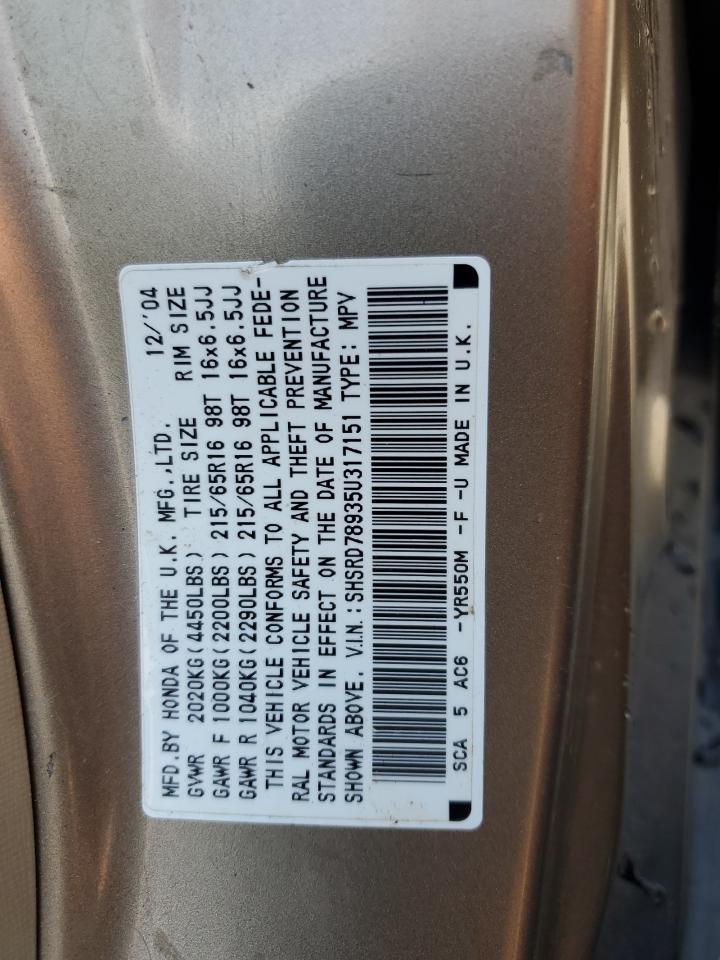 MFD.BY HONDA OF THE U.K. MFG.,LTD. 12/'04
GVWR 2020KG(4450LBS.) TIRE SIZE RIM SIZE
GAWR F 1000KG(2200LBS) 215/65R16 98T 16x6.5JJ
GAWR R 1040KG(2290LBS) 215/65R16 98T 16x6.5JJ
THIS VEHICLE CONFORMS TO ALL APPLICABLE FEDE-
RAL MOTOR VEHICLE SAFETY AND THEFT PREVENTION
STANDARDS IN EFFECT ON THE DATE OF MANUFACTURE
SHOWN ABOVE. V.I.N.:SHSRD78935U317151 TYPE: MPV
SCA 5 AC6 -YR550M -F -U MADE IN U.K.